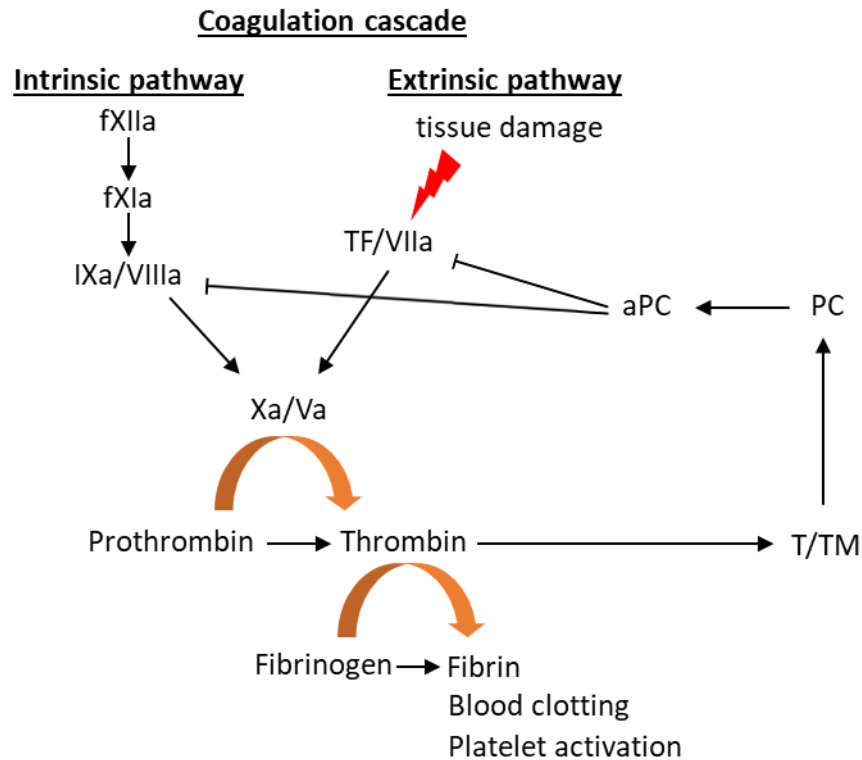 Coagulation cascade
Intrinsic pathway
Extrinsic pathway
fXIIa
tissue damage
fXIa
TF/VIIa
IXa/VIIIa
aPC
PC
Xa/Va
Prothrombin
Thrombin
T/TM
Fibrinogen
Fibrin
Blood clotting
Platelet activation